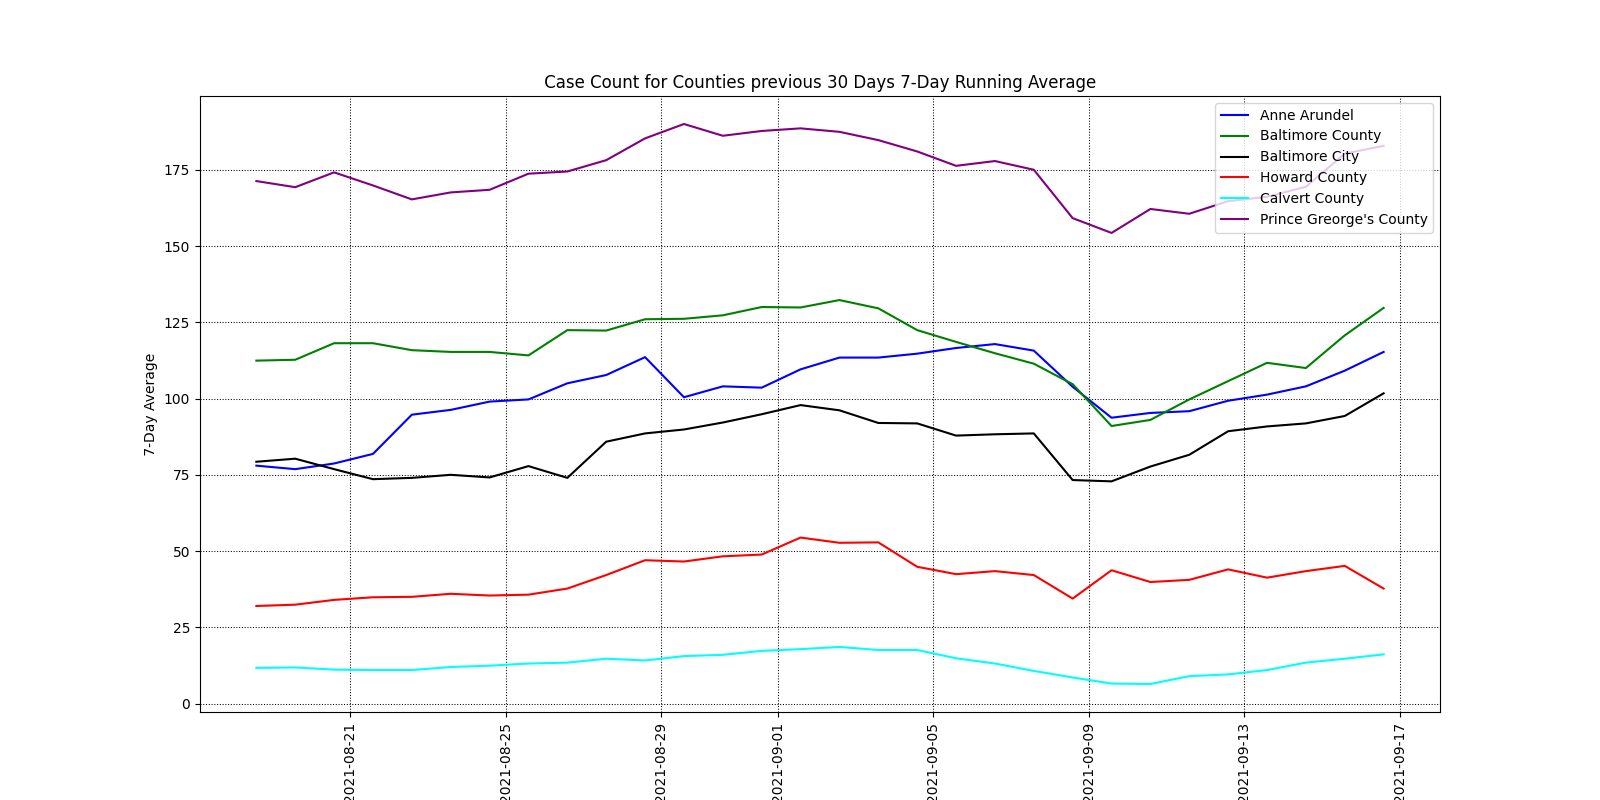 Case Count for Counties previous 30 Days 7-Day Running Average
Anne Arundel
Baltimore County
Baltimore City
Howard County
Calvert County
Prince Greorge's County
7-Day Average
175
150
125
100
75
50
25
0
2021-08-21
2021-08-25
2021-08-29
2021-09-01
2021-09-05
2021-09-09
2021-09-13
2021-09-17